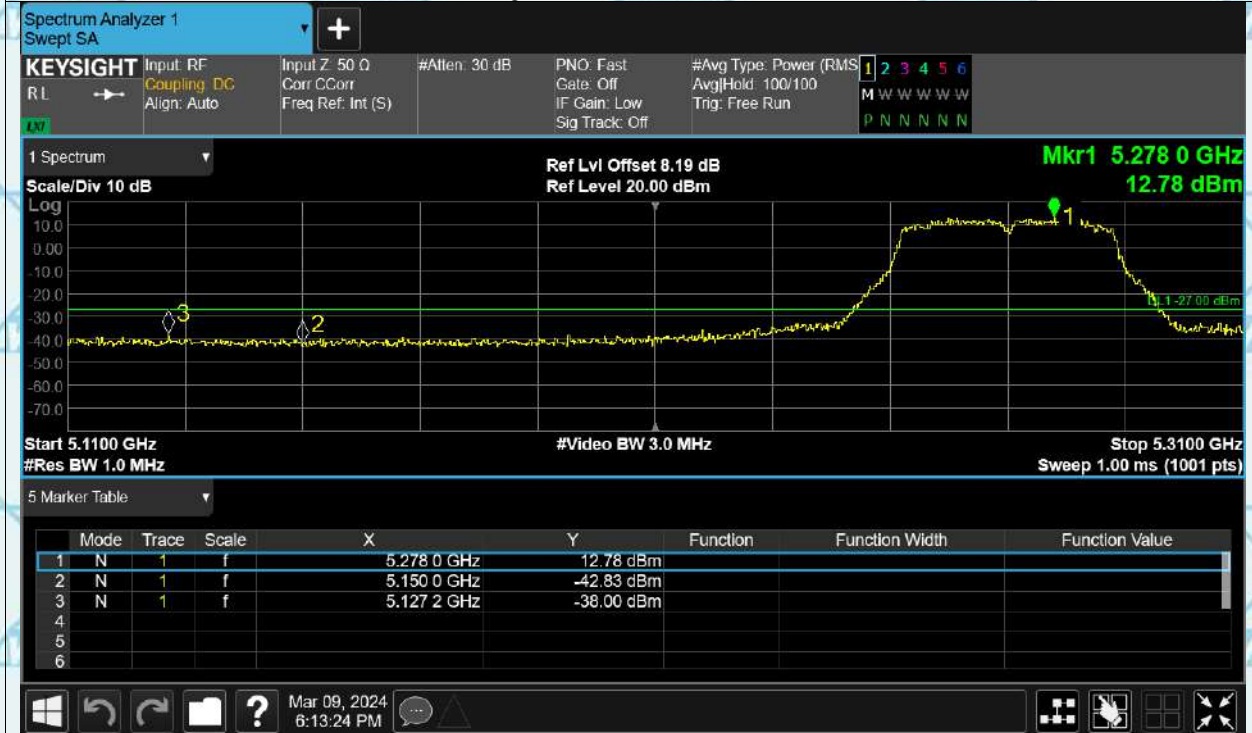 Spectrum Analyzer 1
Swept SA
+
KEYSIGHT
RL
LXI
Input: RF
Coupling: DC
Align: Auto
Input Z: 50 Ω
Corr CCorr
Freq Ref: Int (S)
#Atten: 30 dB
PNO: Fast
Gate: Off
IF Gain: Low
Sig Track: Off
#Avg Type: Power (RMS
Avg|Hold: 100/100
Trig: Free Run
1 2 3 4 5 6
M W W W W W
P N N N N N
1 Spectrum
Scale/Div 10 dB
Ref Lvl Offset 8.19 dB
Ref Level 20.00 dBm
Mkr1 5.278 0 GHz
12.78 dBm
Log
10.0
0.00
-10.0
-20.0
-30.0
-40.0
-50.0
-60.0
-70.0
1
2
3
DL1 -27.00 dBm
Start 5.1100 GHz
#Res BW 1.0 MHz
#Video BW 3.0 MHz
Stop 5.3100 GHz
Sweep 1.00 ms (1001 pts)
5 Marker Table
Mode Trace Scale X Y Function Function Width Function Value
1 N 1 f 5.278 0 GHz 12.78 dBm
2 N 1 f 5.150 0 GHz -42.83 dBm
3 N 1 f 5.127 2 GHz -38.00 dBm
4
5
6
?
Mar 09, 2024
6:13:24 PM